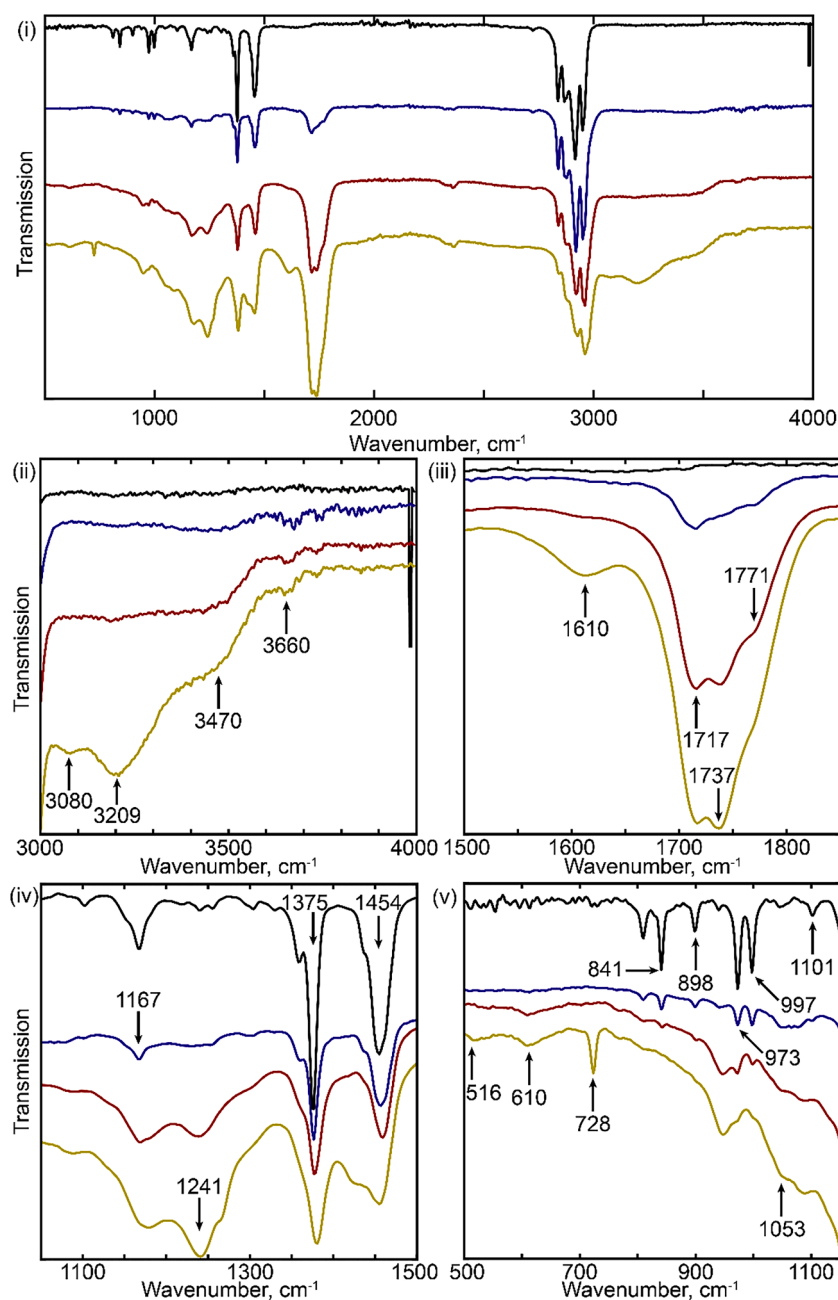 (i)
Transmission
1000 2000 3000 4000
Wavenumber, cm⁻¹
(ii)
Transmission
3660
3470
3080
3209
3000 3500 4000
Wavenumber, cm⁻¹
(iii)
Transmission
1771
1610
1717
1737
1500 1600 1700 1800
Wavenumber, cm⁻¹
(iv)
Transmission
1375 1454
1167
1241
1100 1300 1500
Wavenumber, cm⁻¹
(v)
841 898 1101
997
973
516 610 728
1053
500 700 900 1100
Wavenumber, cm⁻¹